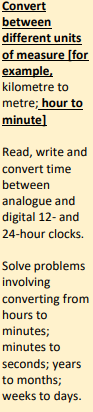 Convert
between
different units
of measure [for
example,
kilometre to
metre; hour to
minute]
Read, write and
convert time
between
analogue and
digital 12- and
24-hour clocks.
Solve problems
involving
converting from
hours to
minutes;
minutes to
seconds; years
to months;
weeks to days.